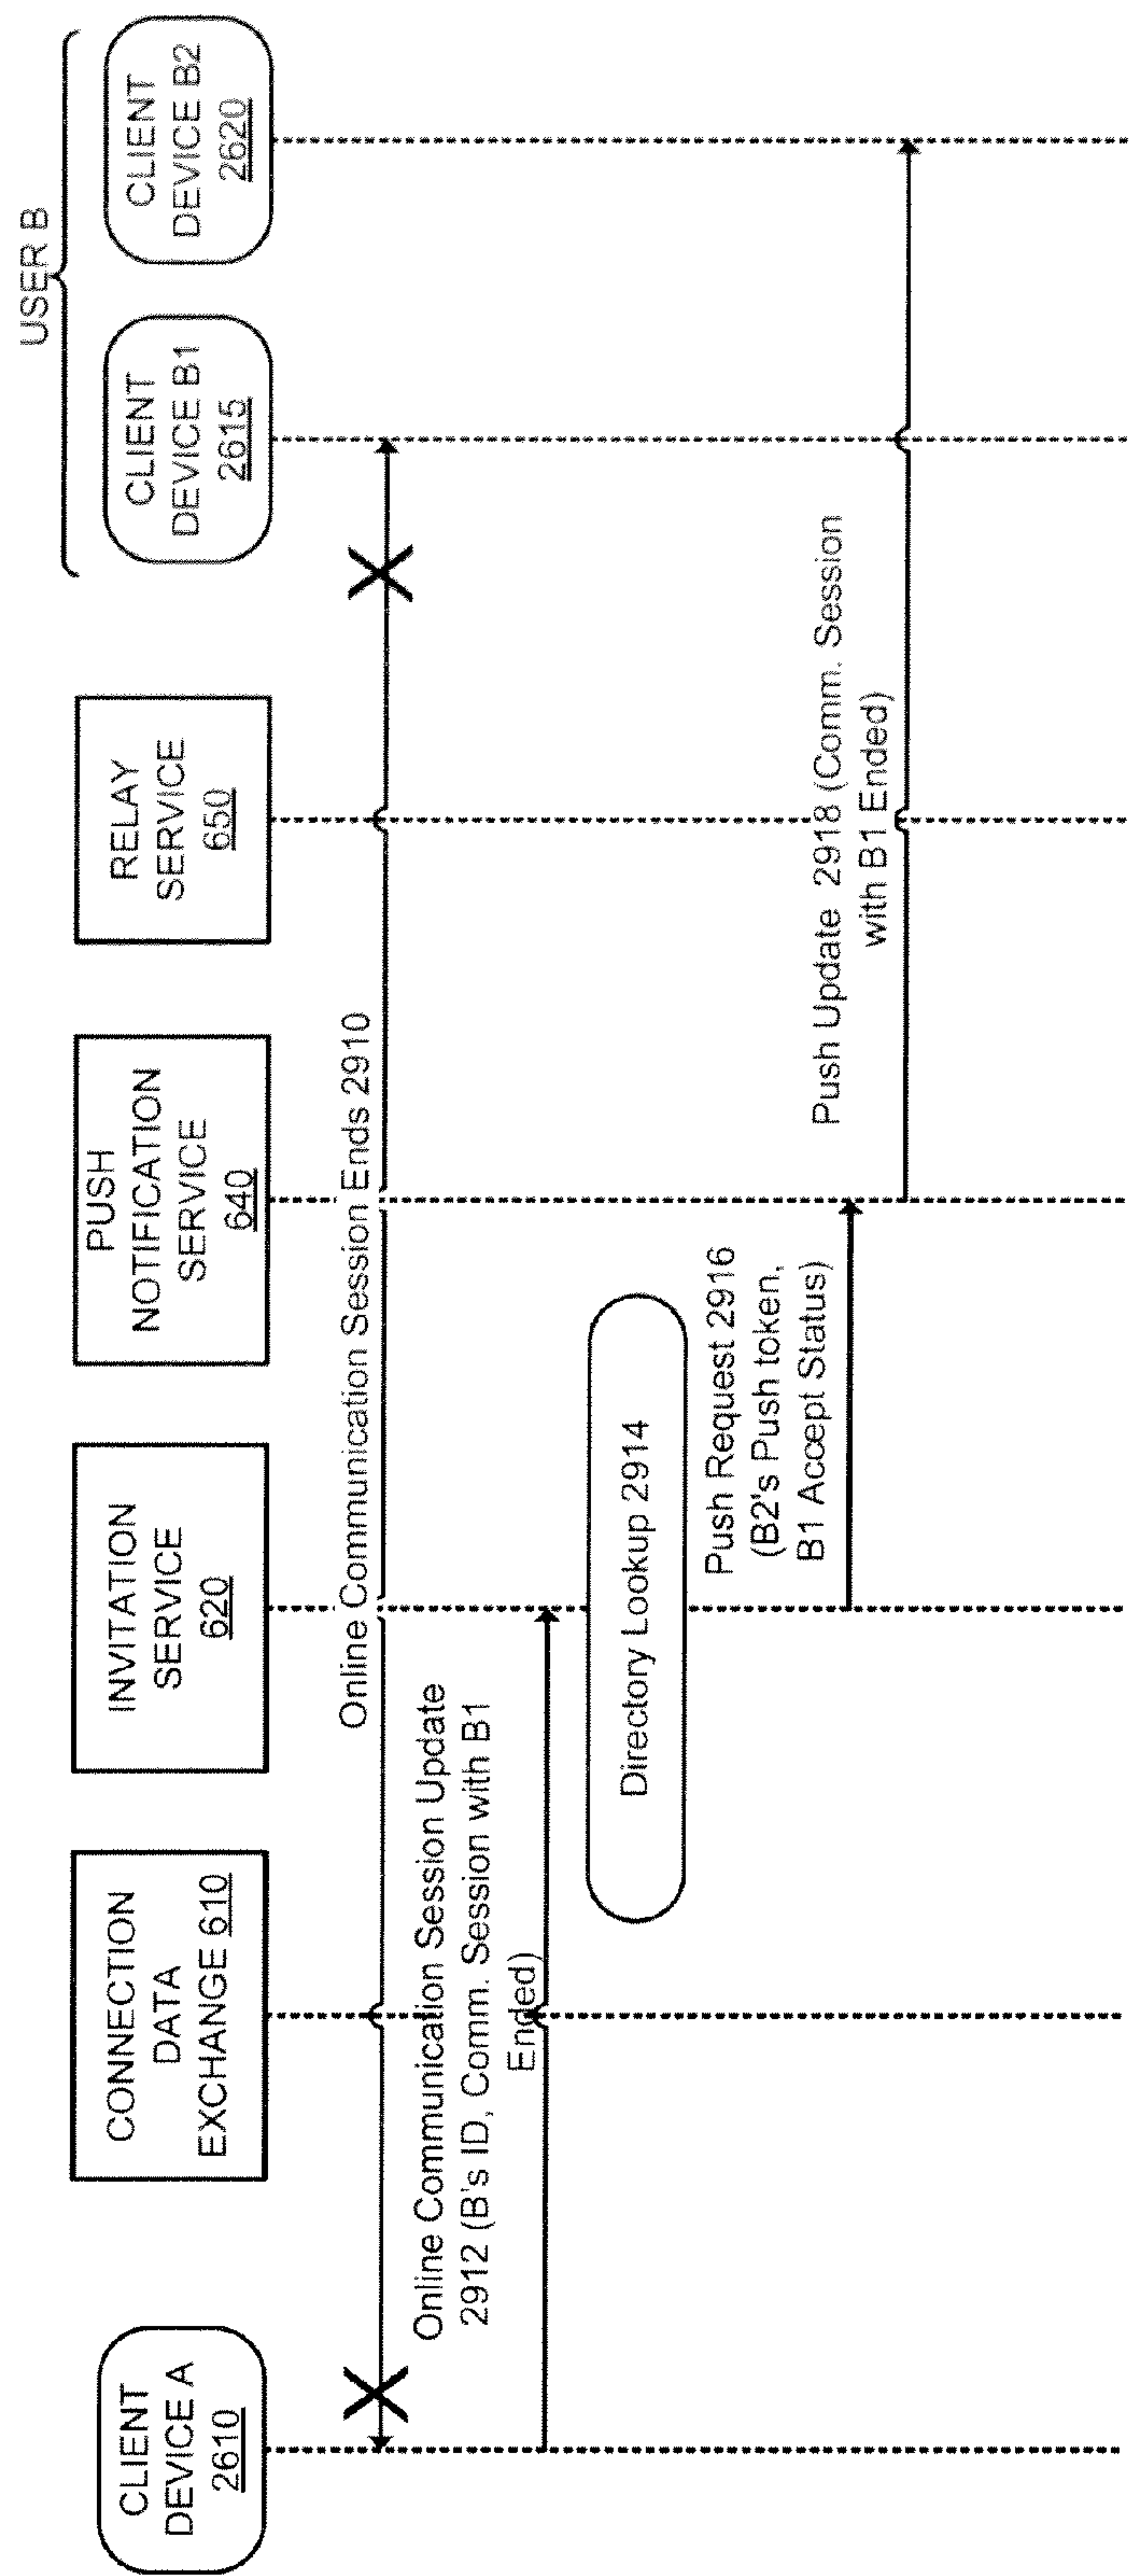 USER B
CLIENT
DEVICE A
2610
CONNECTION
DATA
EXCHANGE 610
INVITATION
SERVICE
620
PUSH
NOTIFICATION
SERVICE
640
RELAY
SERVICE
650
CLIENT
DEVICE B1
2615
CLIENT
DEVICE B2
2620
Online Communication Session Ends 2910
Online Communication Session Update
2912 (B's ID, Comm. Session with B1
Ended)
Directory Lookup 2914
Push Request 2916
(B2's Push token,
B1 Accept Status)
Push Update 2918 (Comm. Session
with B1 Ended)